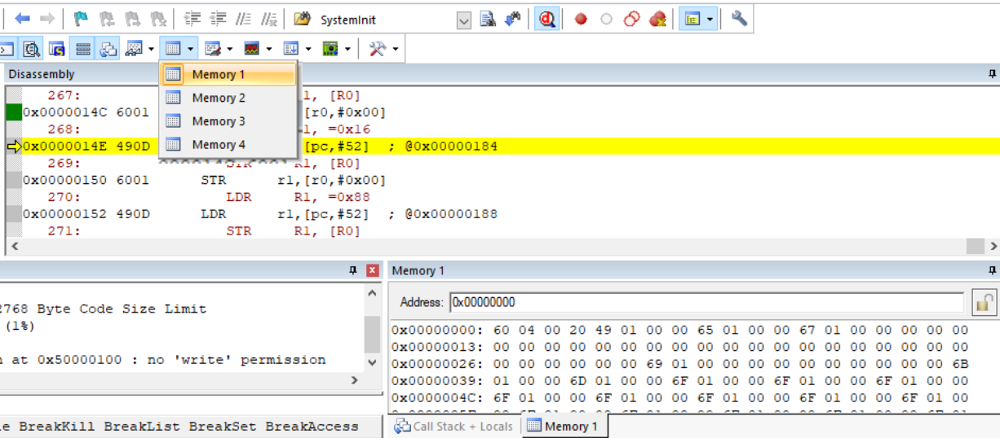 SystemInit
Memory 1
Memory 2
Memory 3
Memory 4
Disassembly
267: 1, [R0]
0x0000014C 6001 [r0,#0x00]
268: 1, =0x16
0x0000014E 490D [pc,#52] ; @0x00000184
269: STR R1, [R0]
0x00000150 6001 STR r1,[r0,#0x00]
270: LDR R1, =0x88
0x00000152 490D LDR r1,[pc,#52] ; @0x00000188
271: STR R1, [R0]
2768 Byte Code Size Limit
(1%)
at 0x50000100 : no 'write' permission
BreakKill BreakList BreakSet BreakAccess
Memory 1
Address: 0x00000000
0x00000000: 60 04 00 20 49 01 00 00 65 01 00 00 67 01 00 00 00 00 00
0x00000013: 00 00 00 00 00 00 00 00 00 00 00 00 00 00 00 00 00 00 00
0x00000026: 00 00 00 00 00 00 69 01 00 00 00 00 00 00 00 00 00 00 6B
0x00000039: 01 00 00 6D 01 00 00 6F 01 00 00 6F 01 00 00 6F 01 00 00
0x0000004C: 6F 01 00 00 6F 01 00 00 6F 01 00 00 6F 01 00 00 6F 01 00
Call Stack + Locals
Memory 1